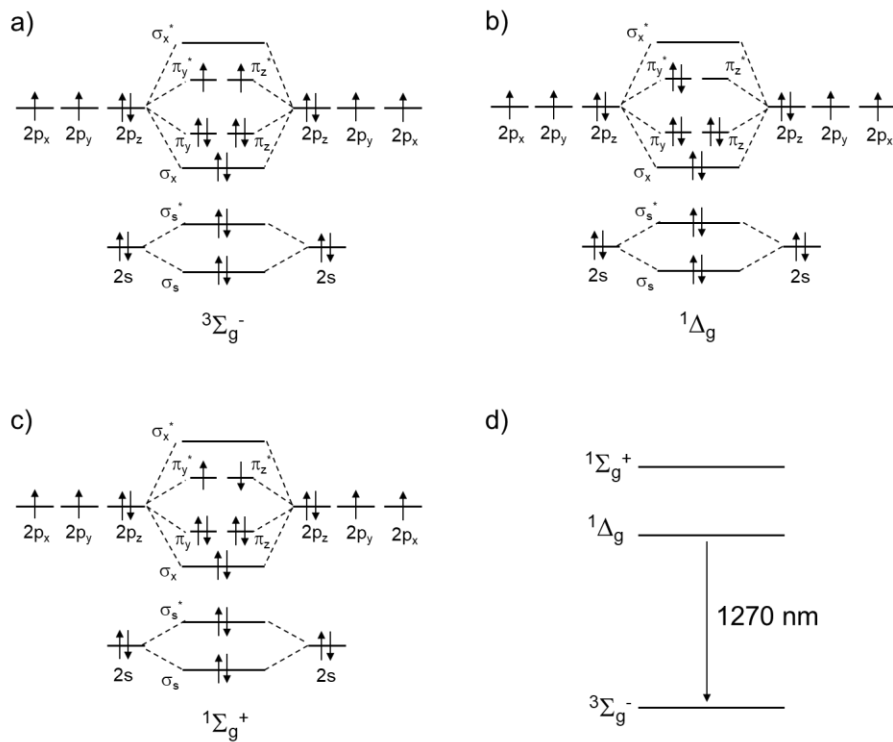 a)
σx*
πy* πz*
2px 2py 2pz 2pz 2py 2px
πy πz
σx
σs*
2s 2s
σs
³Σg⁻
b)
σx*
πy* πz*
2px 2py 2pz 2pz 2py 2px
πy πz
σx
σs*
2s 2s
σs
¹Δg
c)
σx*
πy* πz*
2px 2py 2pz 2pz 2py 2px
πy πz
σx
σs*
2s 2s
σs
¹Σg⁺
d)
¹Σg⁺
¹Δg
1270 nm
³Σg⁻